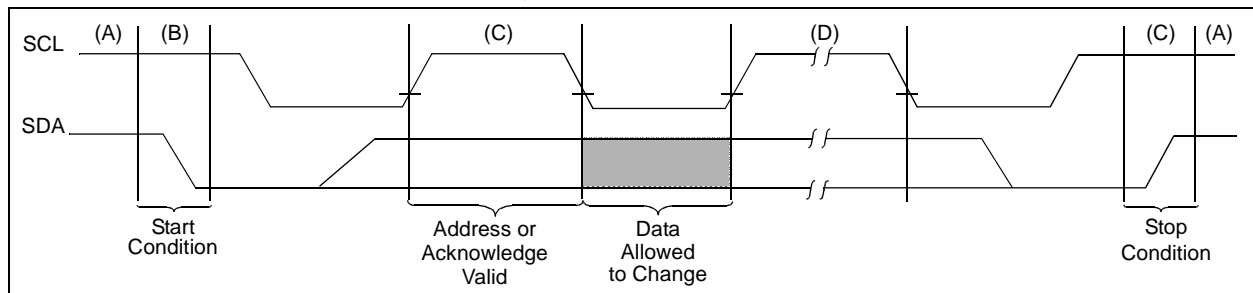 (A) (B) (C) (D) (C) (A)
SCL
SDA
Start
Condition
Address or
Acknowledge
Valid
Data
Allowed
to Change
Stop
Condition